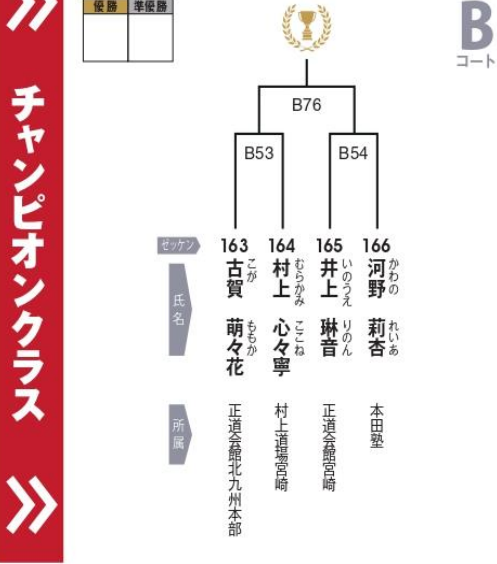 優勝 準優勝
B
コート
チャンピオンクラス
B76
B53 B54
ゼッケン 163 164 165 166
氏名
古賀 萌々花
こが ももか
村上 心々寧
むらかみ ここね
井上 琳音
いのうえ りのん
河野 莉杏
かわの れいあ
所属
正道会館北九州本部
村上道場宮崎
正道会館宮崎
本田塾